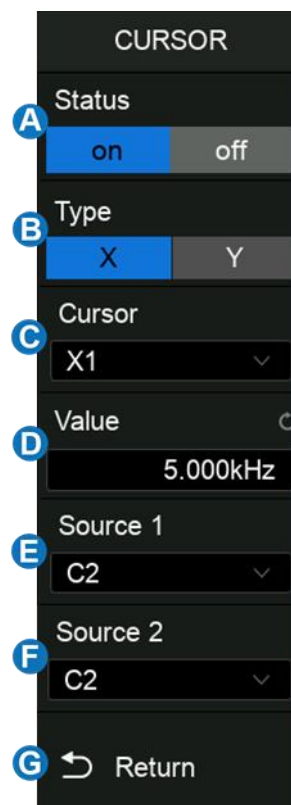 CURSOR
A
Status
on off
B
Type
X Y
C
Cursor
X1
D
Value
5.000kHz
E
Source 1
C2
F
Source 2
C2
G
Return